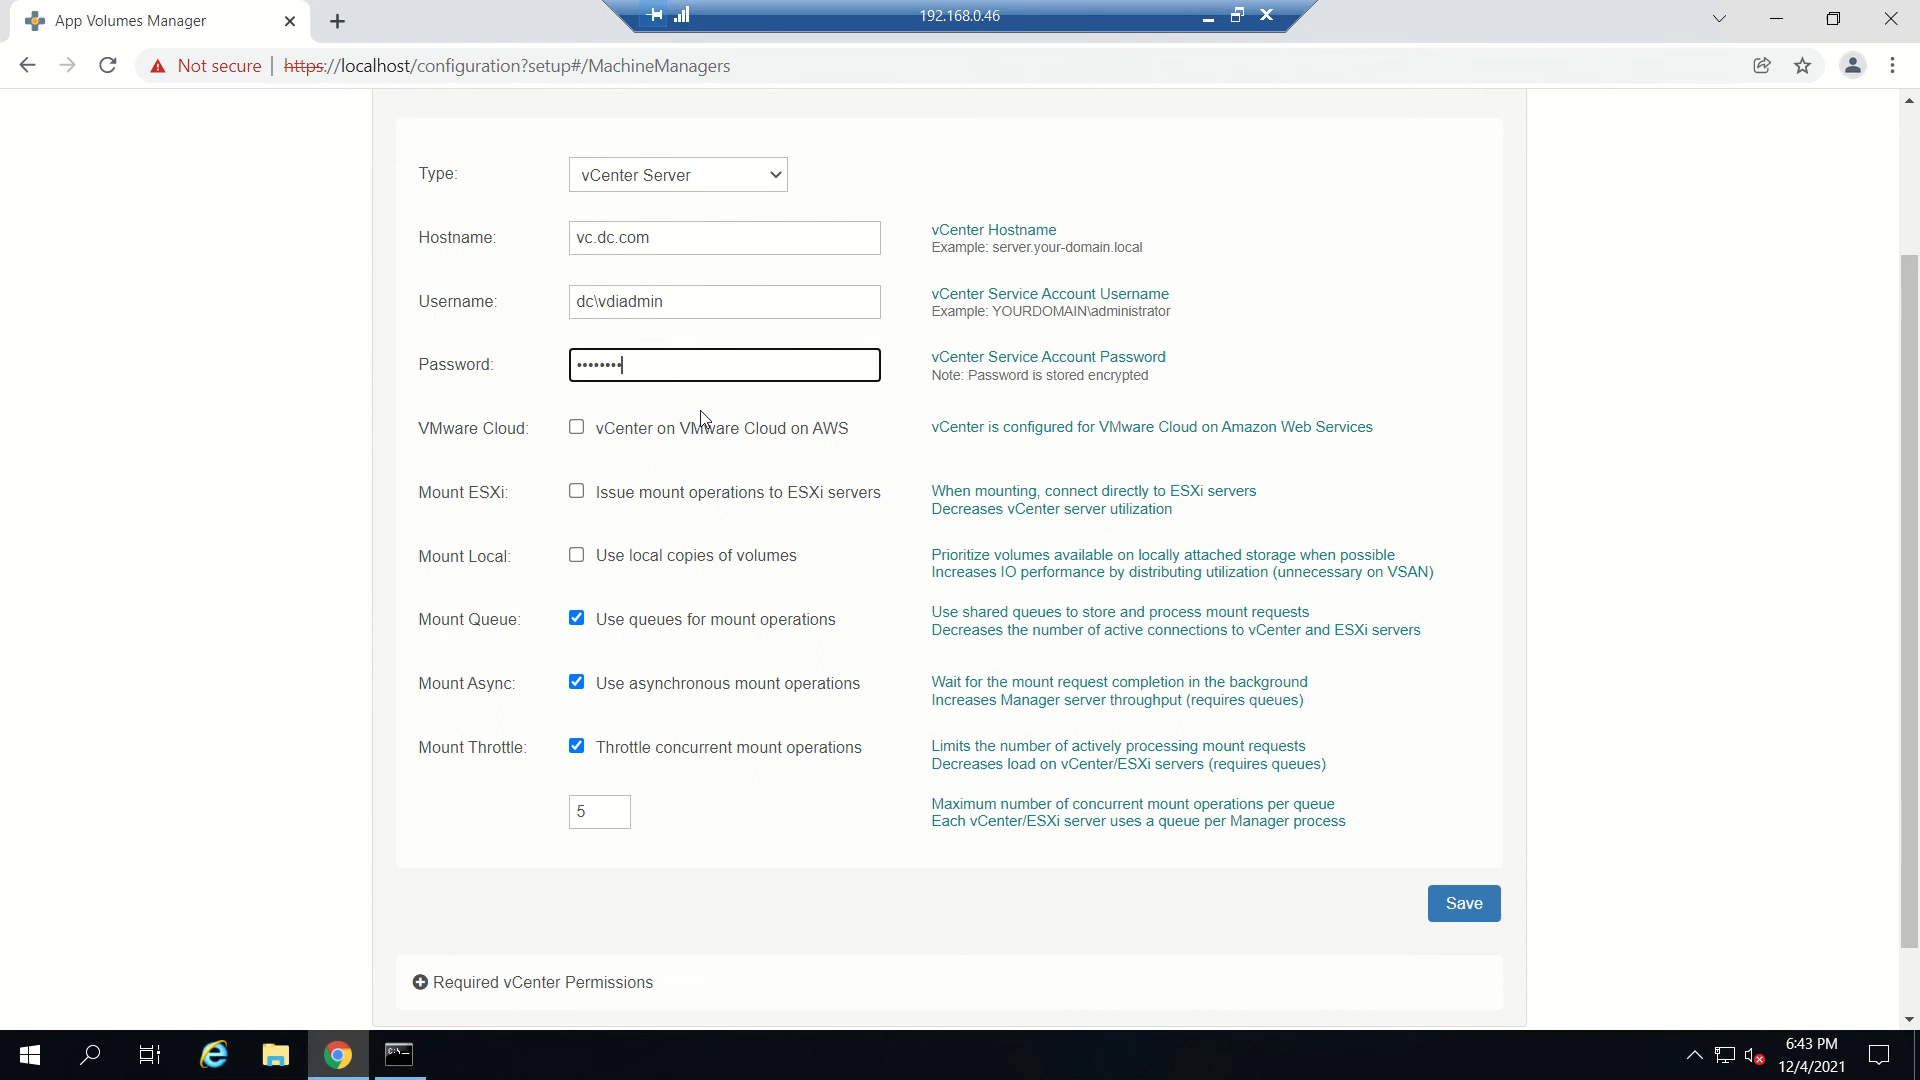 App Volumes Manager
192.168.0.46
Not secure
https://localhost/configuration?setup#/MachineManagers
Type:
vCenter Server
Hostname:
vc.dc.com
vCenter Hostname
Example: server.your-domain.local
Username:
dc\vdiadmin
vCenter Service Account Username
Example: YOURDOMAIN\administrator
Password:
••••••••
vCenter Service Account Password
Note: Password is stored encrypted
VMware Cloud:
vCenter on VMware Cloud on AWS
vCenter is configured for VMware Cloud on Amazon Web Services
Mount ESXi:
Issue mount operations to ESXi servers
When mounting, connect directly to ESXi servers
Decreases vCenter server utilization
Mount Local:
Use local copies of volumes
Prioritize volumes available on locally attached storage when possible
Increases IO performance by distributing utilization (unnecessary on VSAN)
Mount Queue:
Use queues for mount operations
Use shared queues to store and process mount requests
Decreases the number of active connections to vCenter and ESXi servers
Mount Async:
Use asynchronous mount operations
Wait for the mount request completion in the background
Increases Manager server throughput (requires queues)
Mount Throttle:
Throttle concurrent mount operations
Limits the number of actively processing mount requests
Decreases load on vCenter/ESXi servers (requires queues)
5
Maximum number of concurrent mount operations per queue
Each vCenter/ESXi server uses a queue per Manager process
Save
Required vCenter Permissions
6:43 PM
12/4/2021